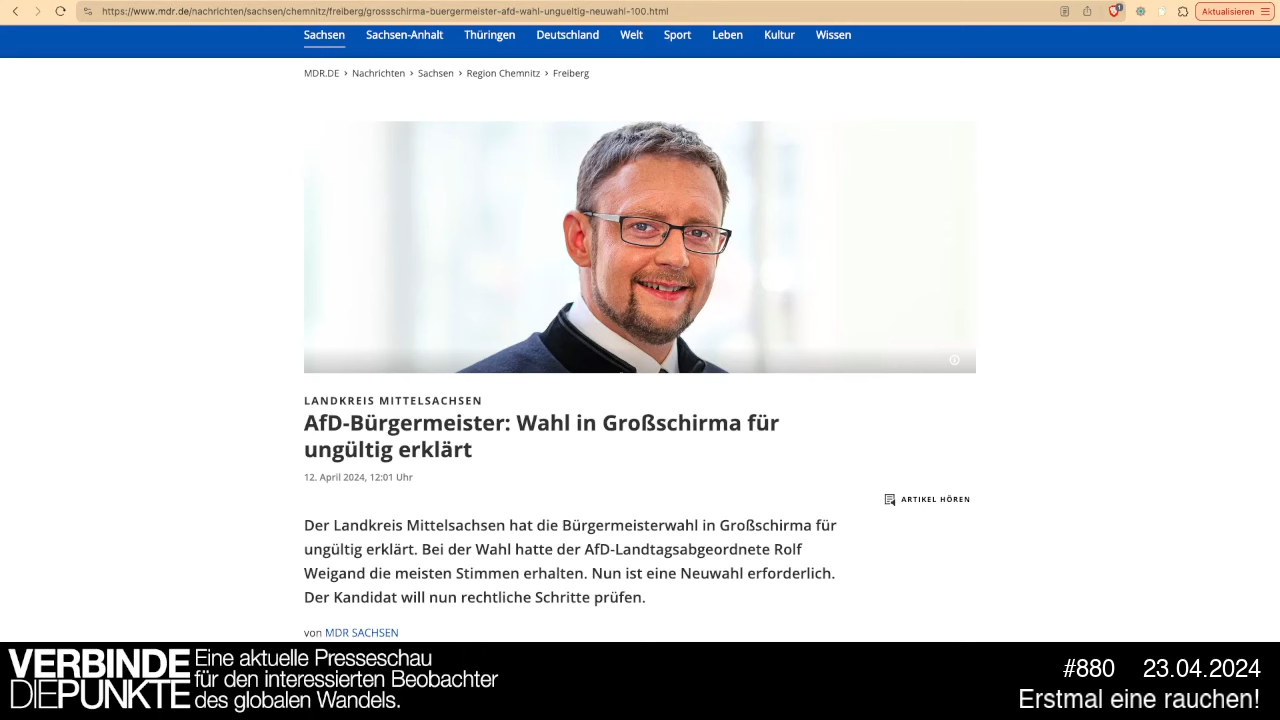 https://www.mdr.de/nachrichten/sachsen/chemnitz/freiberg/grossschirma-buergermeister-afd-wahl-ungueltig-neuwahl-100.html
Aktualisieren
Sachsen Sachsen-Anhalt Thüringen Deutschland Welt Sport Leben Kultur Wissen
MDR.DE › Nachrichten › Sachsen › Region Chemnitz › Freiberg
LANDKREIS MITTELSACHSEN
AfD-Bürgermeister: Wahl in Großschirma für
ungültig erklärt
12. April 2024, 12:01 Uhr
ARTIKEL HÖREN
Der Landkreis Mittelsachsen hat die Bürgermeisterwahl in Großschirma für
ungültig erklärt. Bei der Wahl hatte der AfD-Landtagsabgeordnete Rolf
Weigand die meisten Stimmen erhalten. Nun ist eine Neuwahl erforderlich.
Der Kandidat will nun rechtliche Schritte prüfen.
von MDR SACHSEN
VERBINDE
DIEPUNKTE
Eine aktuelle Presseschau
für den interessierten Beobachter
des globalen Wandels.
#880 23.04.2024
Erstmal eine rauchen!